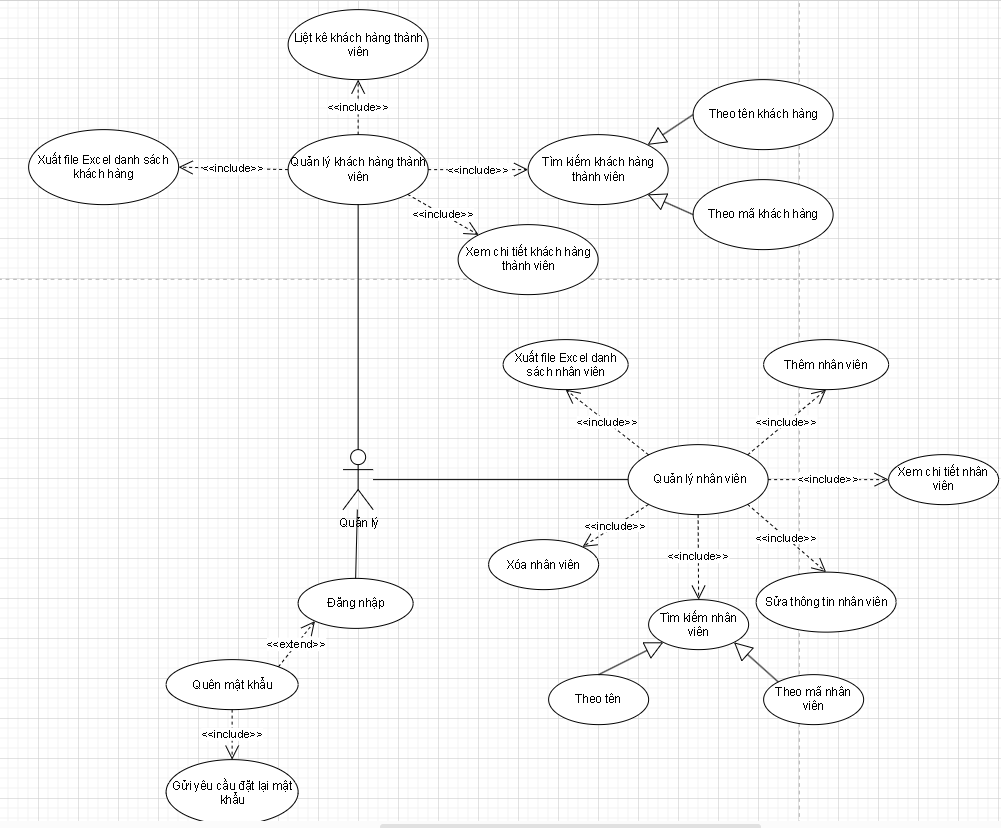 Liệt kê khách hàng thành
viên
<<include>>
Theo tên khách hàng
Xuất file Excel danh sách
khách hàng
<<include>>
Quản lý khách hàng thành
viên
<<include>>
Tìm kiếm khách hàng
thành viên
<<include>>
Theo mã khách hàng
Xem chi tiết khách hàng
thành viên
Xuất file Excel danh
sách nhân viên
Thêm nhân viên
<<include>>
<<include>>
Quản lý nhân viên
<<include>>
Xem chi tiết nhân
viên
Quản lý
<<include>>
<<include>>
<<include>>
Xóa nhân viên
Đăng nhập
Tìm kiếm nhân
viên
Sửa thông tin nhân viên
<<extend>>
Quên mật khẩu
Theo tên
Theo mã nhân
viên
<<include>>
Gửi yêu cầu đặt lại mật
khẩu